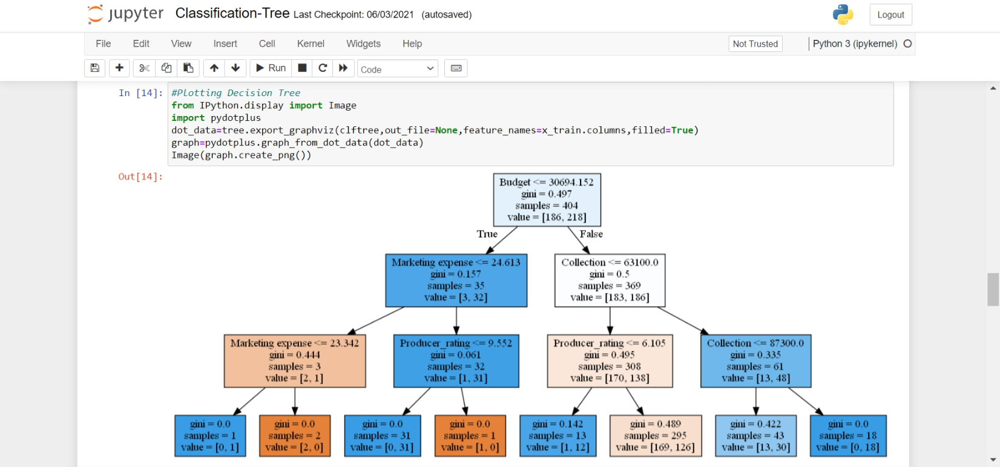 jupyter Classification-Tree Last Checkpoint: 06/03/2021 (autosaved)
Logout
File Edit View Insert Cell Kernel Widgets Help
Not Trusted
Python 3 (ipykernel)
Run
Code
In [14]:
#Plotting Decision Tree
from IPython.display import Image
import pydotplus
dot_data=tree.export_graphviz(clftree,out_file=None,feature_names=x_train.columns,filled=True)
graph=pydotplus.graph_from_dot_data(dot_data)
Image(graph.create_png())
Out[14]:
Budget <= 30694.152
gini = 0.497
samples = 404
value = [186, 218]
True
False
Marketing expense <= 24.613
gini = 0.157
samples = 35
value = [3, 32]
Collection <= 63100.0
gini = 0.5
samples = 369
value = [183, 186]
Marketing expense <= 23.342
gini = 0.444
samples = 3
value = [2, 1]
Producer_rating <= 9.552
gini = 0.061
samples = 32
value = [1, 31]
Producer_rating <= 6.105
gini = 0.495
samples = 308
value = [170, 138]
Collection <= 87300.0
gini = 0.335
samples = 61
value = [13, 48]
gini = 0.0
samples = 1
value = [0, 1]
gini = 0.0
samples = 2
value = [2, 0]
gini = 0.0
samples = 31
value = [0, 31]
gini = 0.0
samples = 1
value = [1, 0]
gini = 0.142
samples = 13
value = [1, 12]
gini = 0.489
samples = 295
value = [169, 126]
gini = 0.422
samples = 43
value = [13, 30]
gini = 0.0
samples = 18
value = [0, 18]